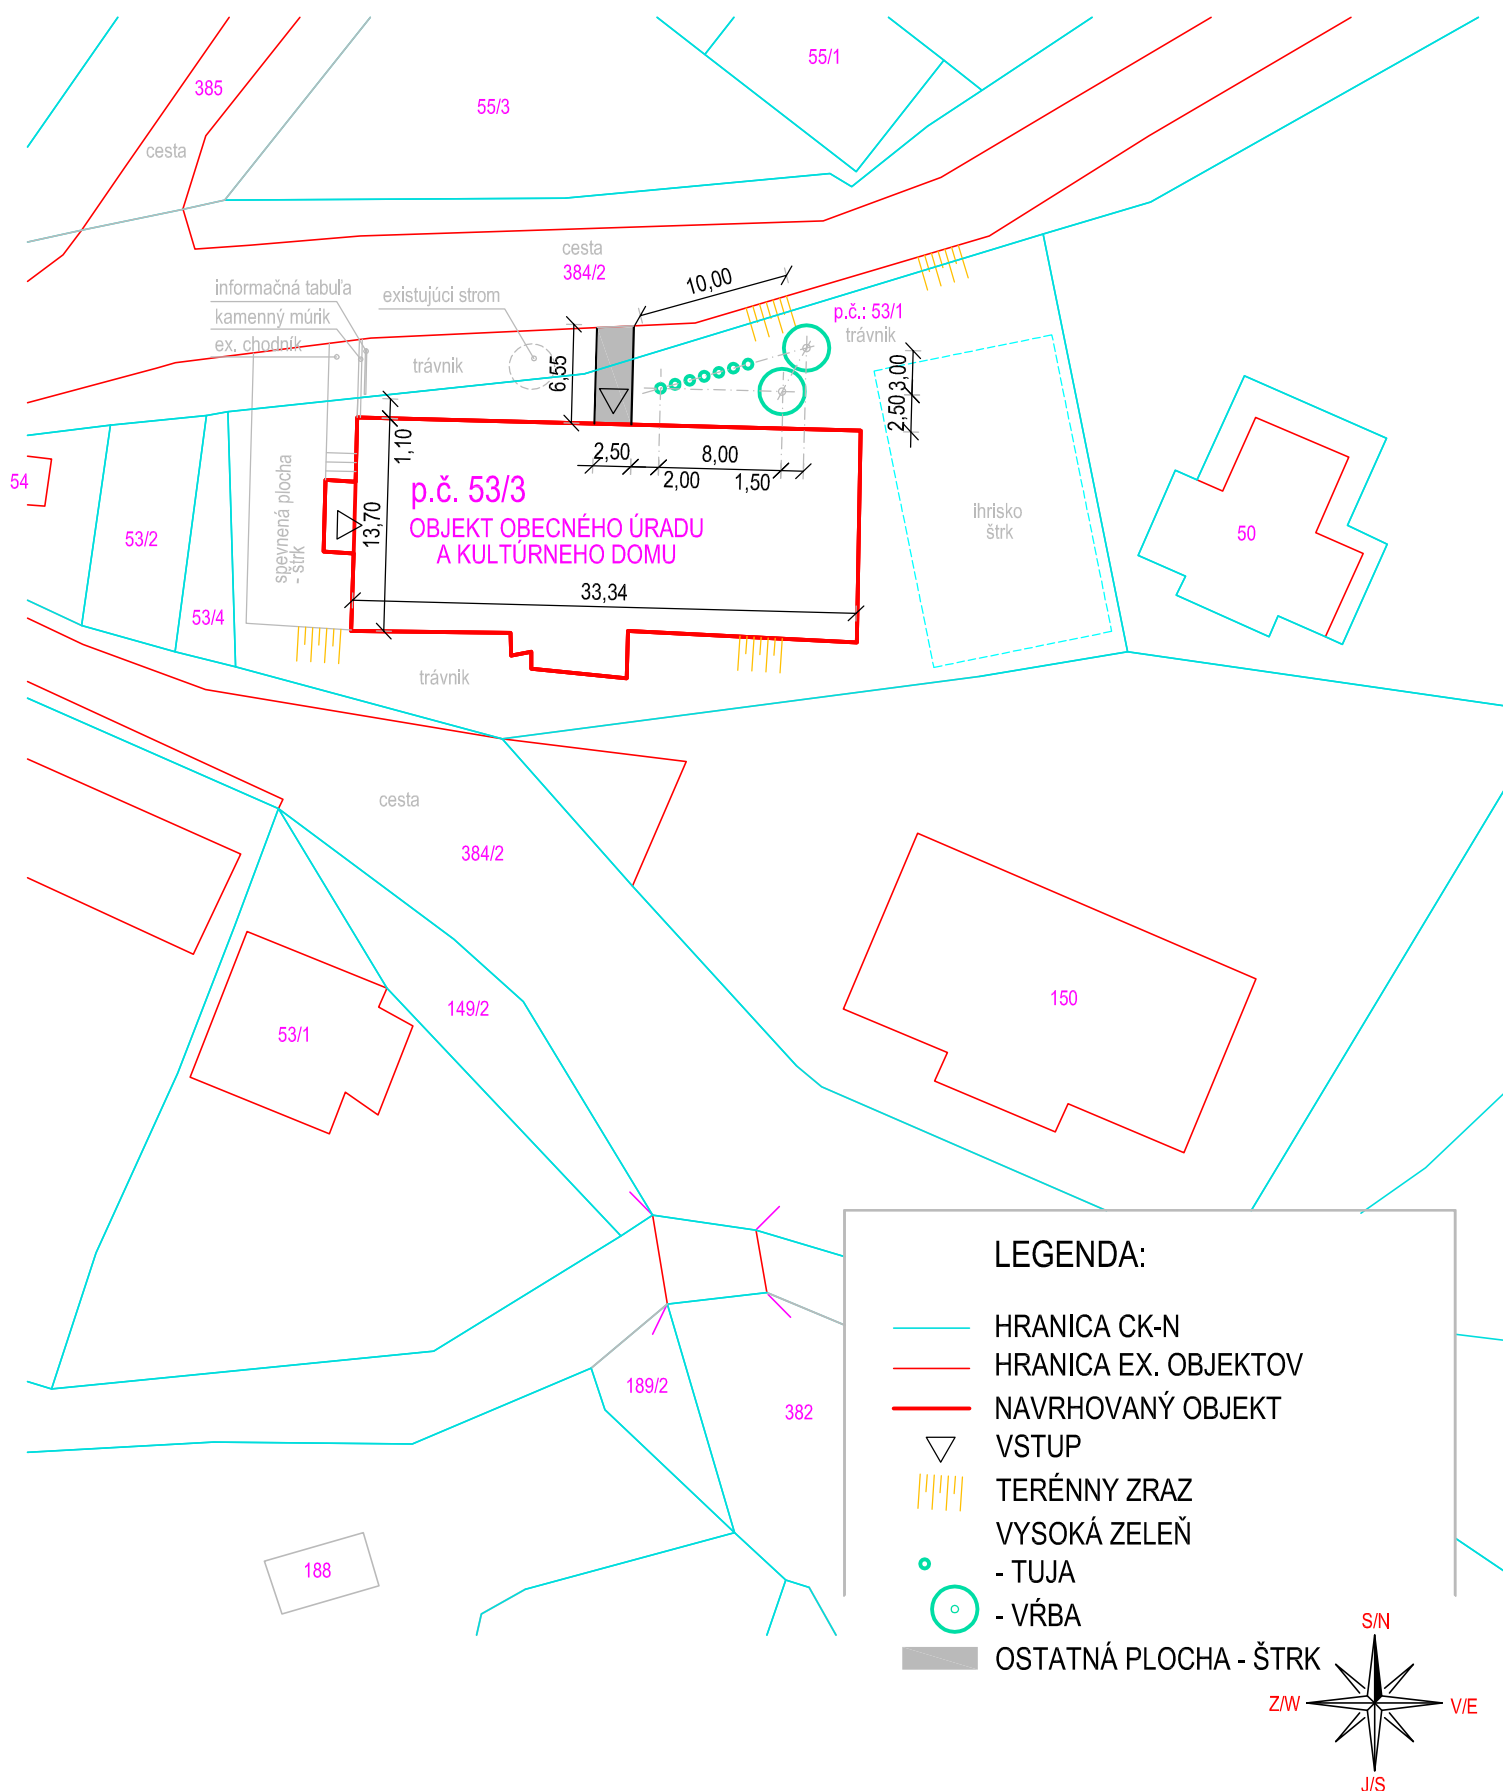 55/1
385
55/3
cesta
cesta
384/2
10,00
informačná tabuľa
existujúci strom
kamenný múrik
p.č.: 53/1
ex. chodník
trávnik
trávnik
6,55
3,00
2,50
1,10
2,50
8,00
2,00
1,50
54
p.č. 53/3
OBJEKT OBECNÉHO ÚRADU
A KULTÚRNEHO DOMU
13,70
spevnená plocha
- štrk
ihrisko
štrk
50
53/2
33,34
53/4
trávnik
cesta
384/2
149/2
150
53/1
LEGENDA:
HRANICA CK-N
HRANICA EX. OBJEKTOV
NAVRHOVANÝ OBJEKT
VSTUP
TERÉNNY ZRAZ
VYSOKÁ ZELEŇ
- TUJA
- VŔBA
OSTATNÁ PLOCHA - ŠTRK
189/2
382
188
S/N
Z/W
V/E
J/S